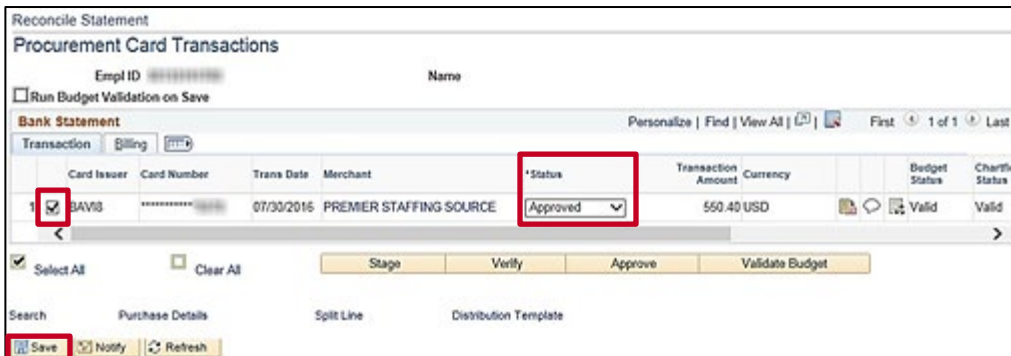 Reconcile Statement
Procurement Card Transactions
Empl ID Name
Run Budget Validation on Save
Bank Statement Personalize | Find | View All | First 1 of 1 Last
Transaction Billing
Card Issuer Card Number Trans Date Merchant *Status Transaction Amount Currency Budget Status Chartfi Status
1 BAVIS ************ 07/30/2016 PREMIER STAFFING SOURCE Approved 550.40 USD Valid Valid
Select All Clear All Stage Verify Approve Validate Budget
Search Purchase Details Split Line Distribution Template
Save Notify Refresh